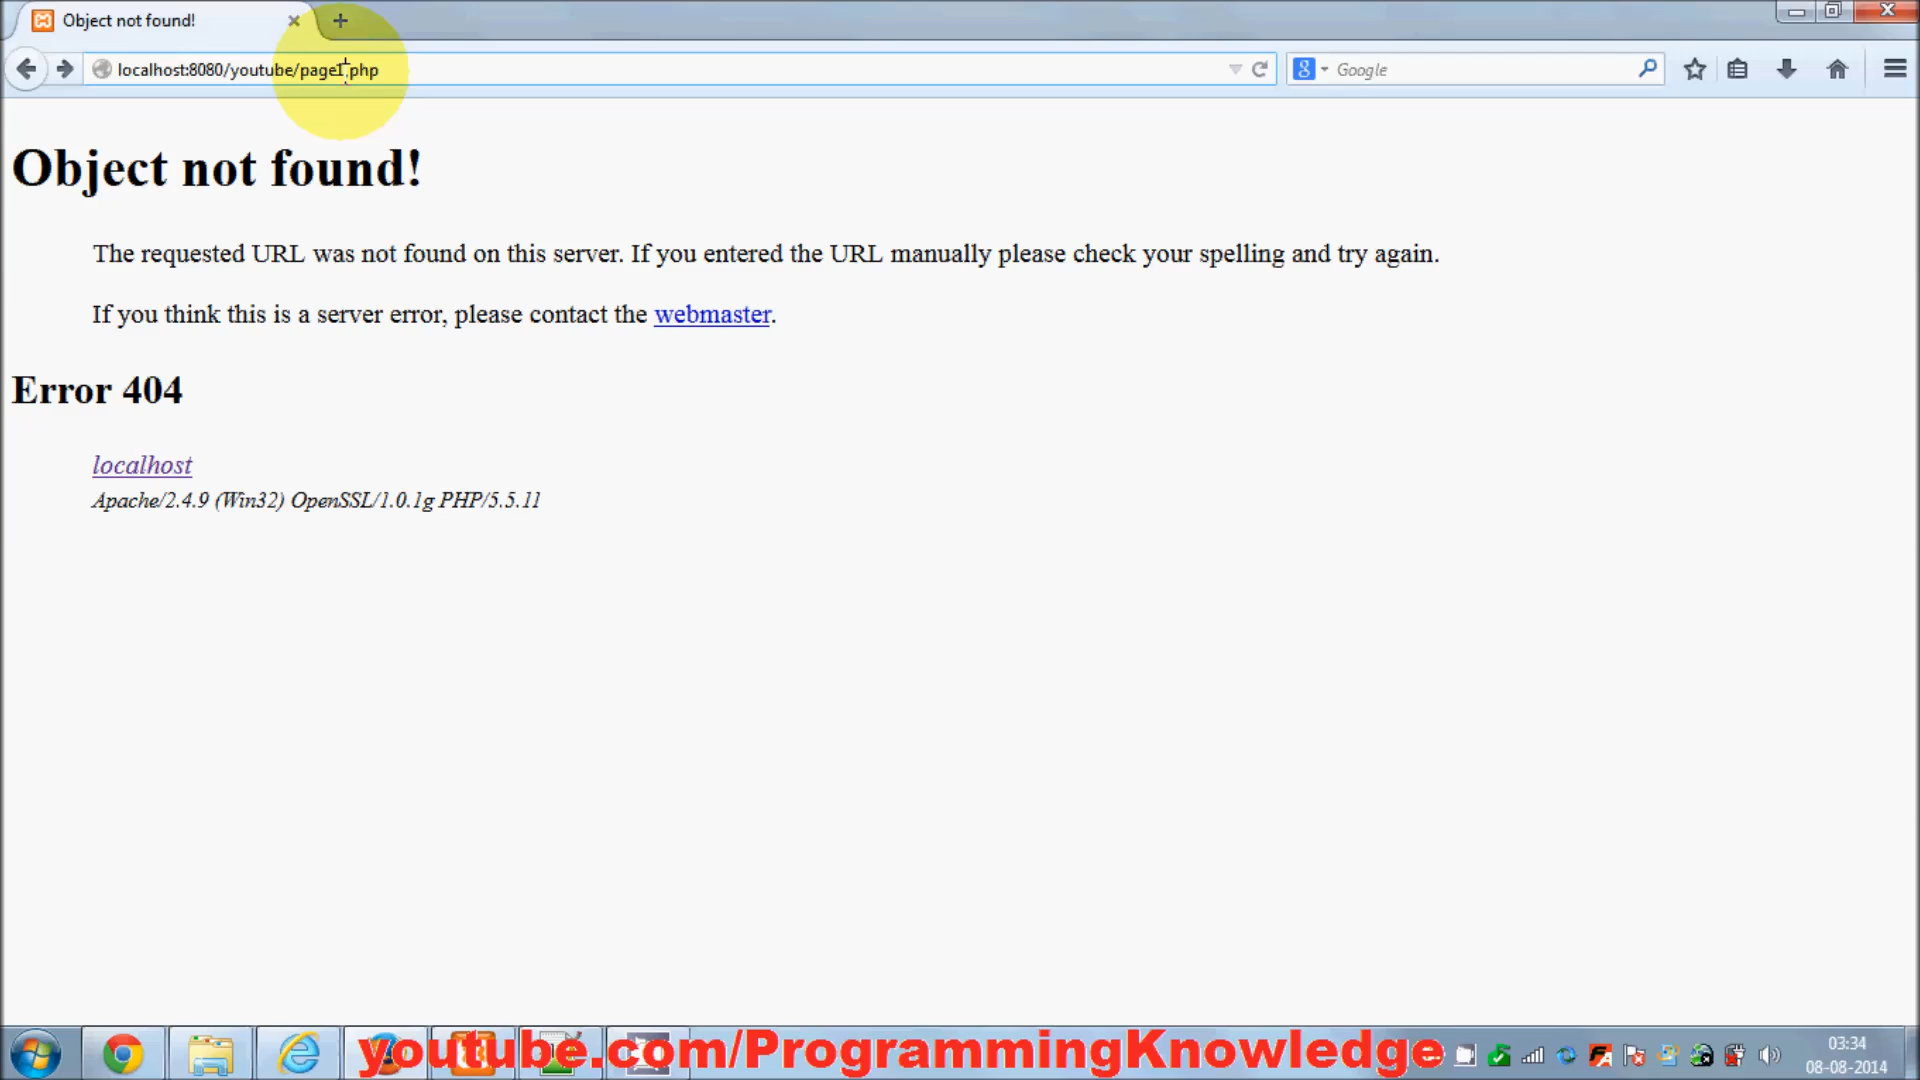 Object not found!
localhost:8080/youtube/page1.php
Google
Object not found!
The requested URL was not found on this server. If you entered the URL manually please check your spelling and try again.
If you think this is a server error, please contact the webmaster.
Error 404
localhost
Apache/2.4.9 (Win32) OpenSSL/1.0.1g PHP/5.5.11
youtube.com/ProgrammingKnowledge
03:34
08-08-2014